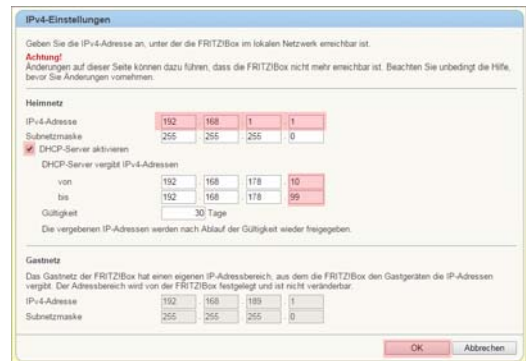 IPv4-Einstellungen
Geben Sie die IPv4-Adresse an, unter der die FRITZ!Box im lokalen Netzwerk erreichbar ist.
Achtung!
Änderungen auf dieser Seite können dazu führen, dass die FRITZ!Box nicht mehr erreichbar ist. Beachten Sie unbedingt die Hilfe,
bevor Sie Änderungen vornehmen.
Heimnetz
IPv4-Adresse 192 . 168 . 1 . 1
Subnetzmaske 255 . 255 . 255 . 0
DHCP-Server aktivieren
DHCP-Server vergibt IPv4-Adressen
von 192 . 168 . 178 . 10
bis 192 . 168 . 178 . 99
Gültigkeit 30 Tage
Die vergebenen IP-Adressen werden nach Ablauf der Gültigkeit wieder freigegeben.
Gastnetz
Das Gastnetz der FRITZ!Box hat einen eigenen IP-Adressbereich, aus dem die FRITZ!Box den Gastgeräten die IP-Adressen
vergibt. Der Adressbereich wird von der FRITZ!Box festgelegt und ist nicht veränderbar.
IPv4-Adresse 192 . 168 . 189 . 1
Subnetzmaske 255 . 255 . 255 . 0
OK Abbrechen